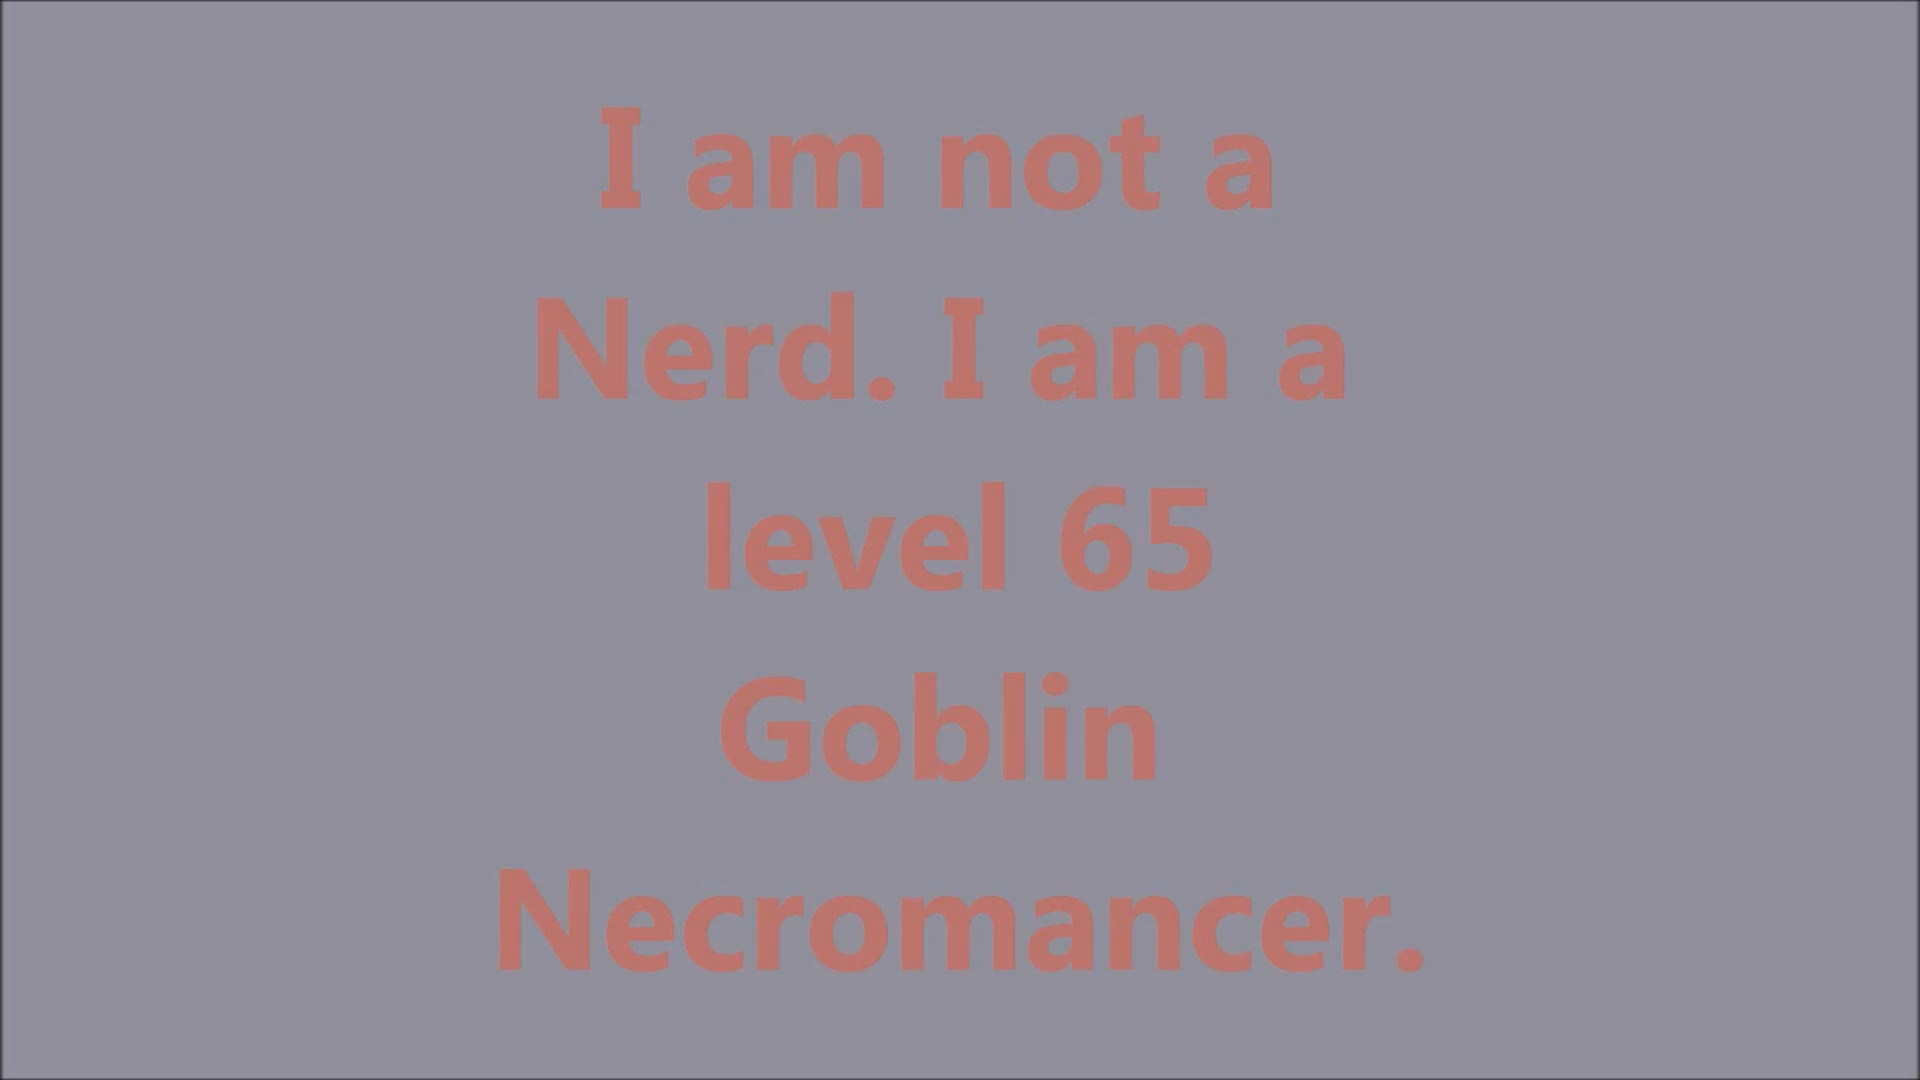 I am not a
Nerd. I am a
level 65
Goblin
Necromancer.